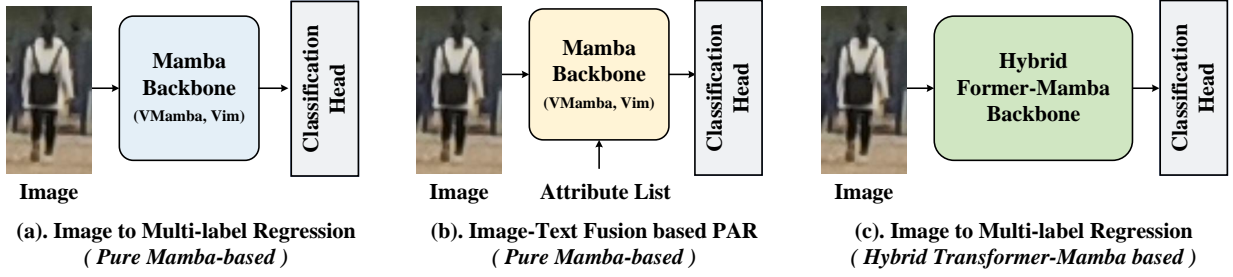 Mamba
Backbone
(VMamba, Vim)
Classification
Head
Image
(a). Image to Multi-label Regression
( Pure Mamba-based )
Mamba
Backbone
(VMamba, Vim)
Classification
Head
Image
Attribute List
(b). Image-Text Fusion based PAR
( Pure Mamba-based )
Hybrid
Former-Mamba
Backbone
Classification
Head
Image
(c). Image to Multi-label Regression
( Hybrid Transformer-Mamba based )